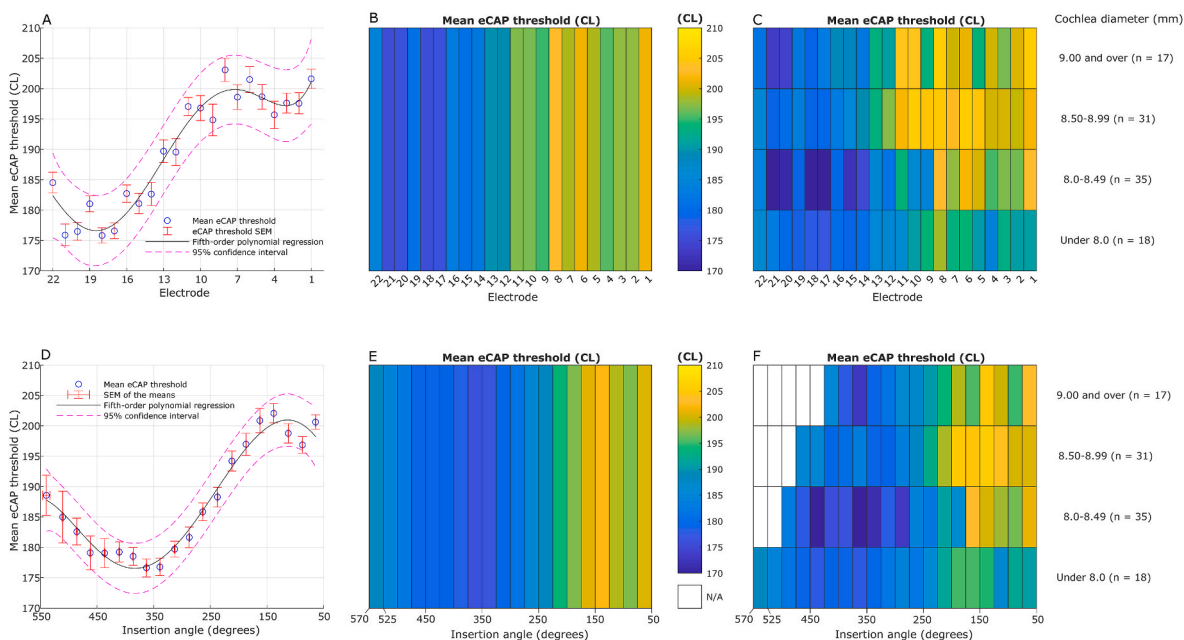 A
Mean eCAP threshold (CL)
210
205
200
195
190
185
180
175
170
22
19
16
13
10
7
4
1
Electrode
Mean eCAP threshold
eCAP threshold SEM
Fifth-order polynomial regression
95% confidence interval
B
Mean eCAP threshold (CL)
22 21 20 19 18 17 16 15 14 13 12 11 10 9 8 7 6 5 4 3 2 1
Electrode
(CL)
210
205
200
195
190
185
180
175
170
C
Mean eCAP threshold (CL)
22 21 20 19 18 17 16 15 14 13 12 11 10 9 8 7 6 5 4 3 2 1
Electrode
Cochlea diameter (mm)
9.00 and over (n = 17)
8.50-8.99 (n = 31)
8.0-8.49 (n = 35)
Under 8.0 (n = 18)
D
Mean eCAP threshold (CL)
210
205
200
195
190
185
180
175
170
550
450
350
250
150
50
Insertion angle (degrees)
Mean eCAP threshold
SEM of the means
Fifth-order polynomial regression
95% confidence interval
E
Mean eCAP threshold (CL)
570
525
450
350
250
150
50
Insertion angle (degrees)
(CL)
210
205
200
195
190
185
180
175
170
N/A
F
Mean eCAP threshold (CL)
570
525
450
350
250
150
50
Insertion angle (degrees)
9.00 and over (n = 17)
8.50-8.99 (n = 31)
8.0-8.49 (n = 35)
Under 8.0 (n = 18)